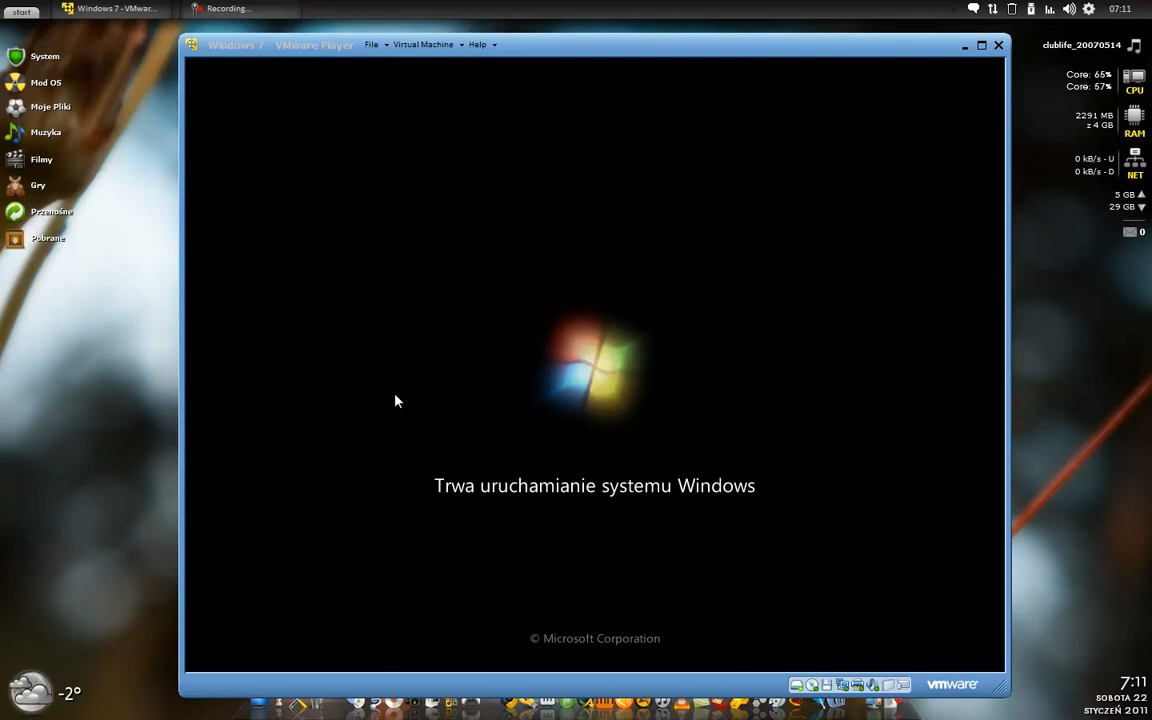 start
Windows 7 - VMwar...
Recording...
07:11
Windows 7 - VMware Player
File
Virtual Machine
Help
System
Mod OS
Moje Pliki
Muzyka
Filmy
Gry
Przenośne
Pobrane
clublife_20070514
Core: 65%
Core: 57%
CPU
2291 MB
z 4 GB
RAM
0 kB/s - U
0 kB/s - D
NET
5 GB
29 GB
0
Trwa uruchamianie systemu Windows
© Microsoft Corporation
vmware
-2°
7:11
SOBOTA 22
STYCZEŃ 2011